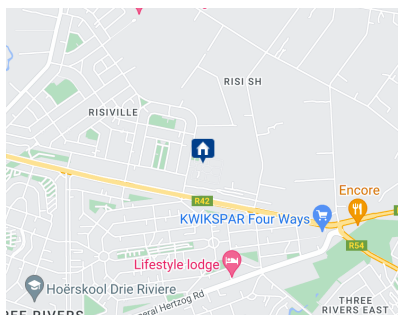 RISI SH
RISIVILLE
Encore
R42
KWIKSPAR Four Ways
R54
Lifestyle lodge
Hoërskool Drie Riviere
eral Hertzog Rd
THREE
RIVERS EAST